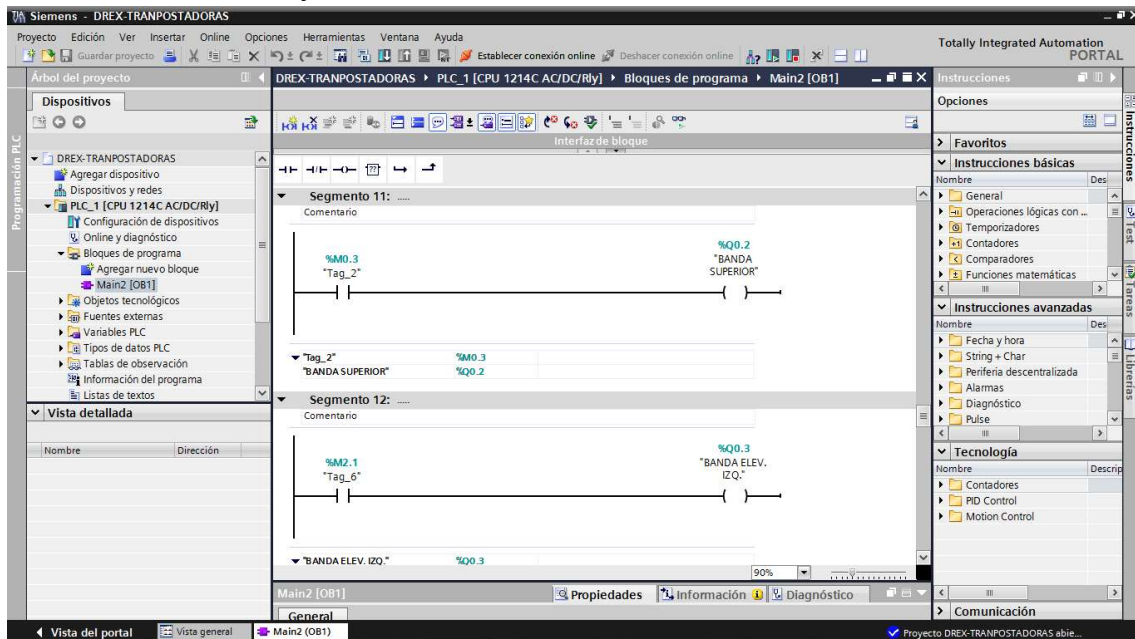 Siemens - DREX-TRANPOSTADORAS
Proyecto Edición Ver Insertar Online Opciones Herramientas Ventana Ayuda
Totally Integrated Automation
PORTAL
Guardar proyecto Establecer conexión online Deshacer conexión online
Árbol del proyecto
DREX-TRANPOSTADORAS PLC_1 [CPU 1214C AC/DC/Rly] Bloques de programa Main2 [OB1]
Instrucciones
Dispositivos
Opciones
Programación PLC
DREX-TRANPOSTADORAS
Agregar dispositivo
Dispositivos y redes
PLC_1 [CPU 1214C AC/DC/Rly]
Configuración de dispositivos
Online y diagnóstico
Bloques de programa
Agregar nuevo bloque
Main2 [OB1]
Objetos tecnológicos
Fuentes externas
Variables PLC
Tipos de datos PLC
Tablas de observación
Información del programa
Listas de textos
Vista detallada
Nombre Dirección
Interfaz de bloque
Segmento 11: .....
Comentario
%M0.3
"Tag_2"
%Q0.2
"BANDA
SUPERIOR"
"Tag_2" %M0.3
"BANDA SUPERIOR" %Q0.2
Segmento 12: .....
Comentario
%M2.1
"Tag_6"
%Q0.3
"BANDA ELEV.
IZQ."
"BANDA ELEV. IZQ." %Q0.3
90%
Main2 [OB1]
Propiedades Información Diagnóstico
General
Favoritos
Instrucciones básicas
Nombre Des
General
Operaciones lógicas con ...
Temporizadores
Contadores
Comparadores
Funciones matemáticas
Instrucciones avanzadas
Nombre Des
Fecha y hora
String + Char
Periferia descentralizada
Alarmas
Diagnóstico
Pulse
Tecnología
Nombre Descrip
Contadores
PID Control
Motion Control
Comunicación
Instrucciones
Test
Tareas
Librerías
Vista del portal Vista general Main2 (OB1) Proyecto DREX-TRANPOSTADORAS abie...